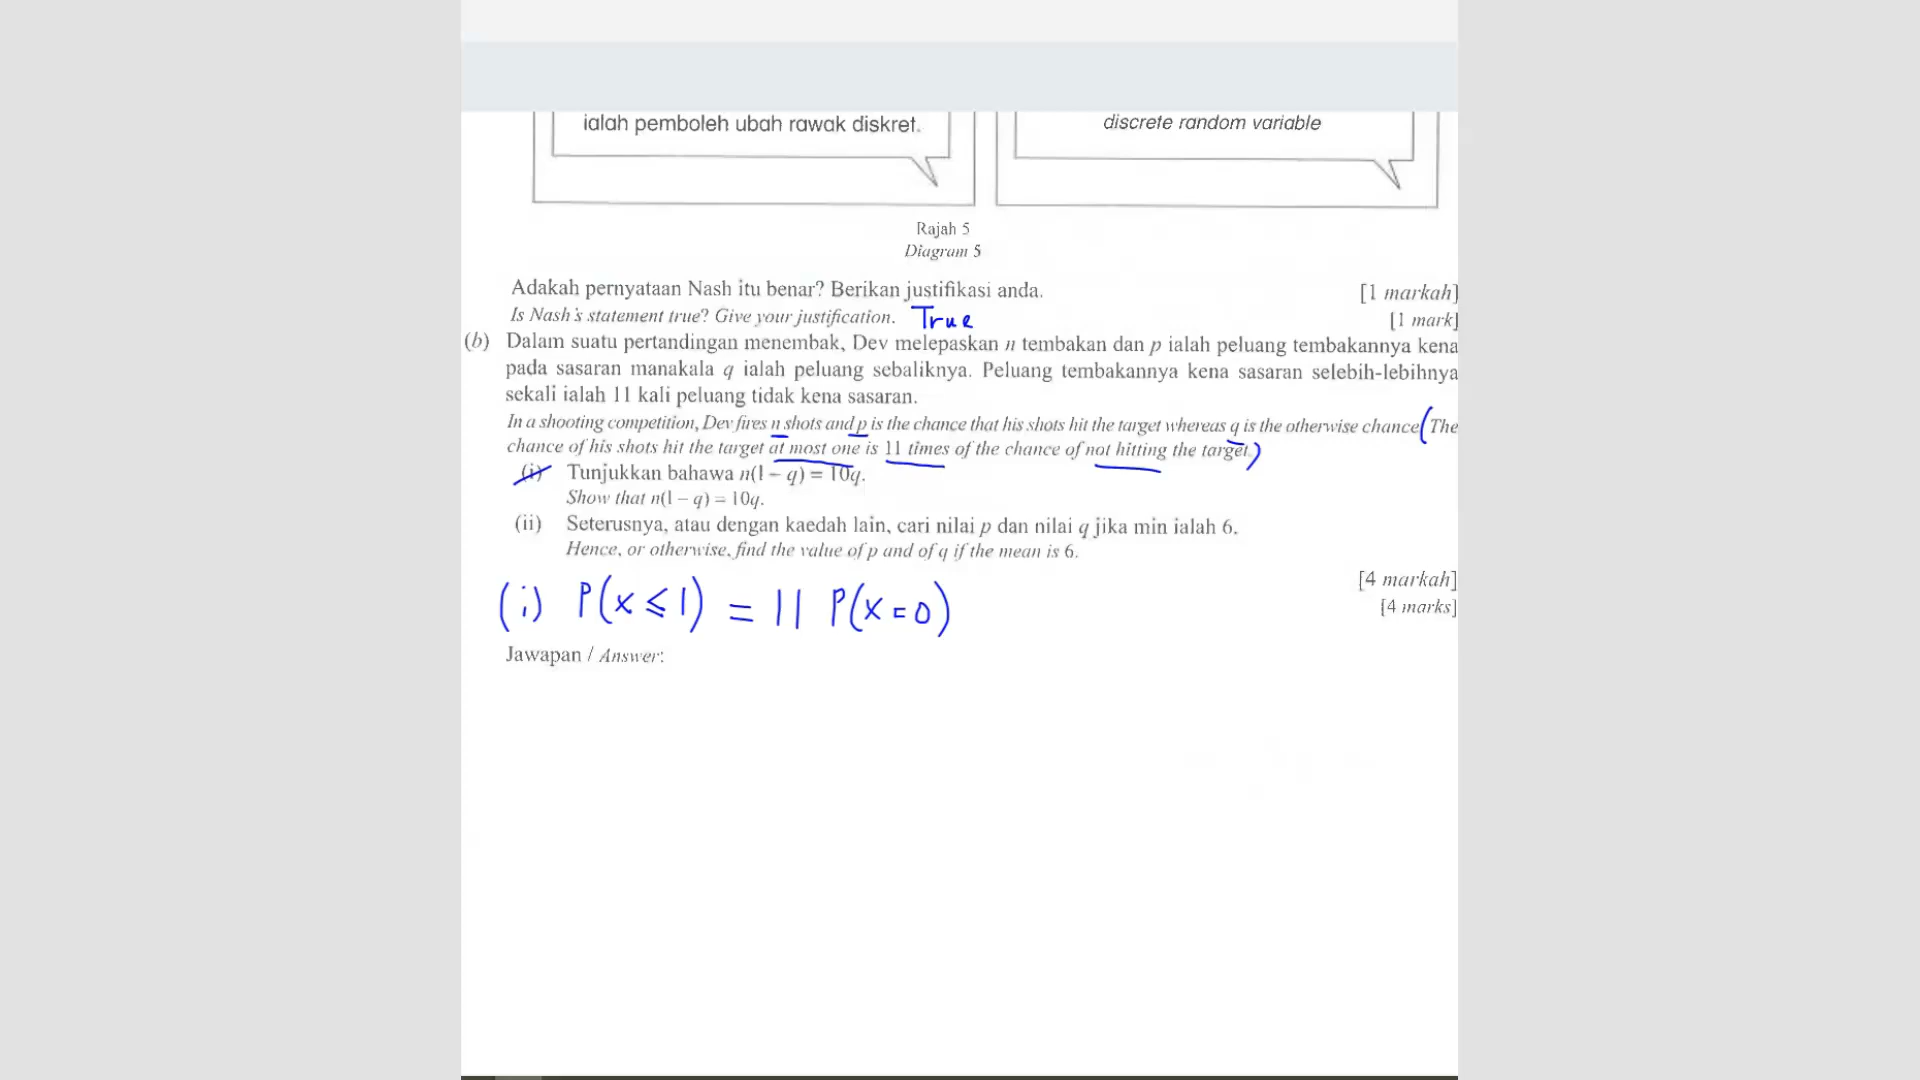 ialah pemboleh ubah rawak diskret.
discrete random variable
Rajah 5
Diagram 5
Adakah pernyataan Nash itu benar? Berikan justifikasi anda. [1 markah]
Is Nash's statement true? Give your justification. True [1 mark]
(b) Dalam suatu pertandingan menembak, Dev melepaskan n tembakan dan p ialah peluang tembakannya kena
pada sasaran manakala q ialah peluang sebaliknya. Peluang tembakannya kena sasaran selebih-lebihnya
sekali ialah 11 kali peluang tidak kena sasaran.
In a shooting competition, Dev fires n shots and p is the chance that his shots hit the target whereas q is the otherwise chance. (The
chance of his shots hit the target at most one is 11 times of the chance of not hitting the target.)
(i) Tunjukkan bahawa n(1 – q) = 10q.
Show that n(1 – q) = 10q.
(ii) Seterusnya, atau dengan kaedah lain, cari nilai p dan nilai q jika min ialah 6.
Hence, or otherwise, find the value of p and of q if the mean is 6.
[4 markah]
[4 marks]
(i) P(x ⩽ 1) = 11 P(x = 0)
Jawapan / Answer: